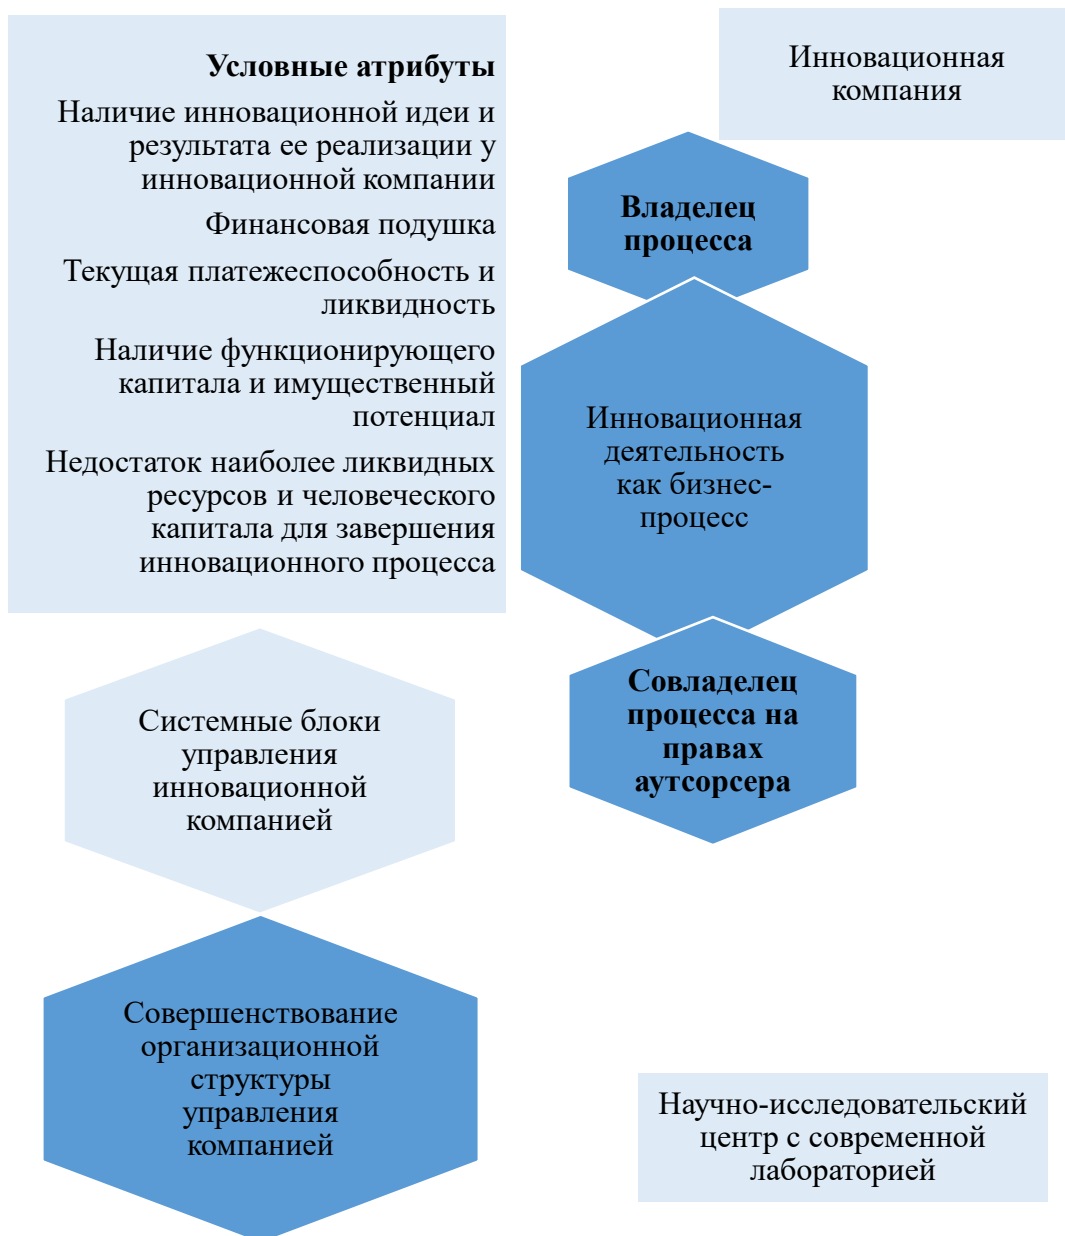 Условные атрибуты
Наличие инновационной идеи и
результата ее реализации у
инновационной компании
Финансовая подушка
Текущая платежеспособность и
ликвидность
Наличие функционирующего
капитала и имущественный
потенциал
Недостаток наиболее ликвидных
ресурсов и человеческого
капитала для завершения
инновационного процесса
Инновационная
компания
Владелец
процесса
Инновационная
деятельность
как бизнес-
процесс
Совладелец
процесса на
правах
аутсорсера
Системные блоки
управления
инновационной
компанией
Совершенствование
организационной
структуры
управления
компанией
Научно-исследовательский
центр с современной
лабораторией